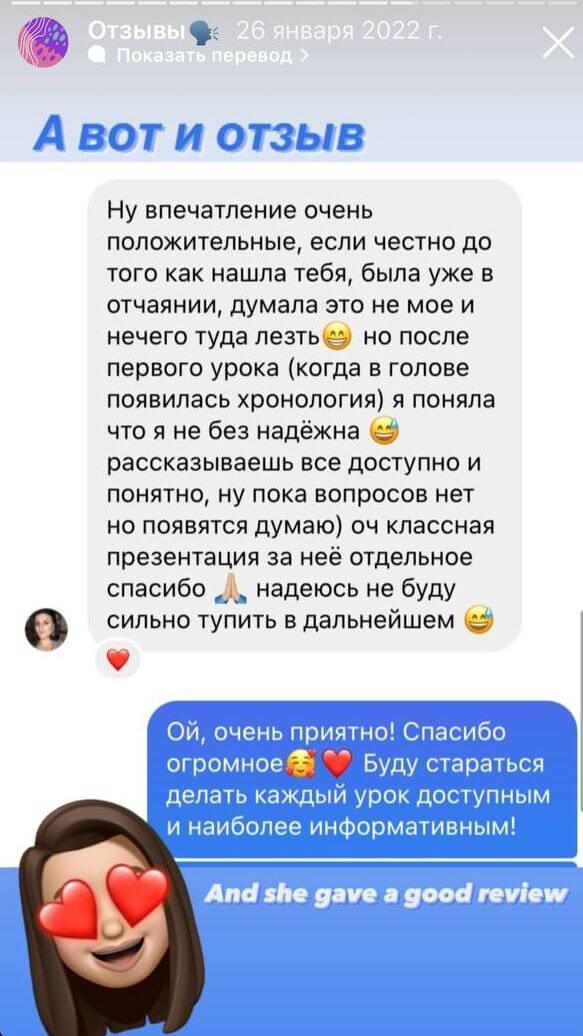 Отзывы🗣 26 января 2022 г.
Показать перевод >
А вот и отзыв
Ну впечатление очень
положительные, если честно до
того как нашла тебя, была уже в
отчаянии, думала это не мое и
нечего туда лезть😁 но после
первого урока (когда в голове
появилась хронология) я поняла
что я не без надёжна 😅
рассказываешь все доступно и
понятно, ну пока вопросов нет
но появятся думаю) оч классная
презентация за неё отдельное
спасибо 🙏🏼 надеюсь не буду
сильно тупить в дальнейшем 😅
Ой, очень приятно! Спасибо
огромное🥰❤️ Буду стараться
делать каждый урок доступным
и наиболее информативным!
And she gave a good review